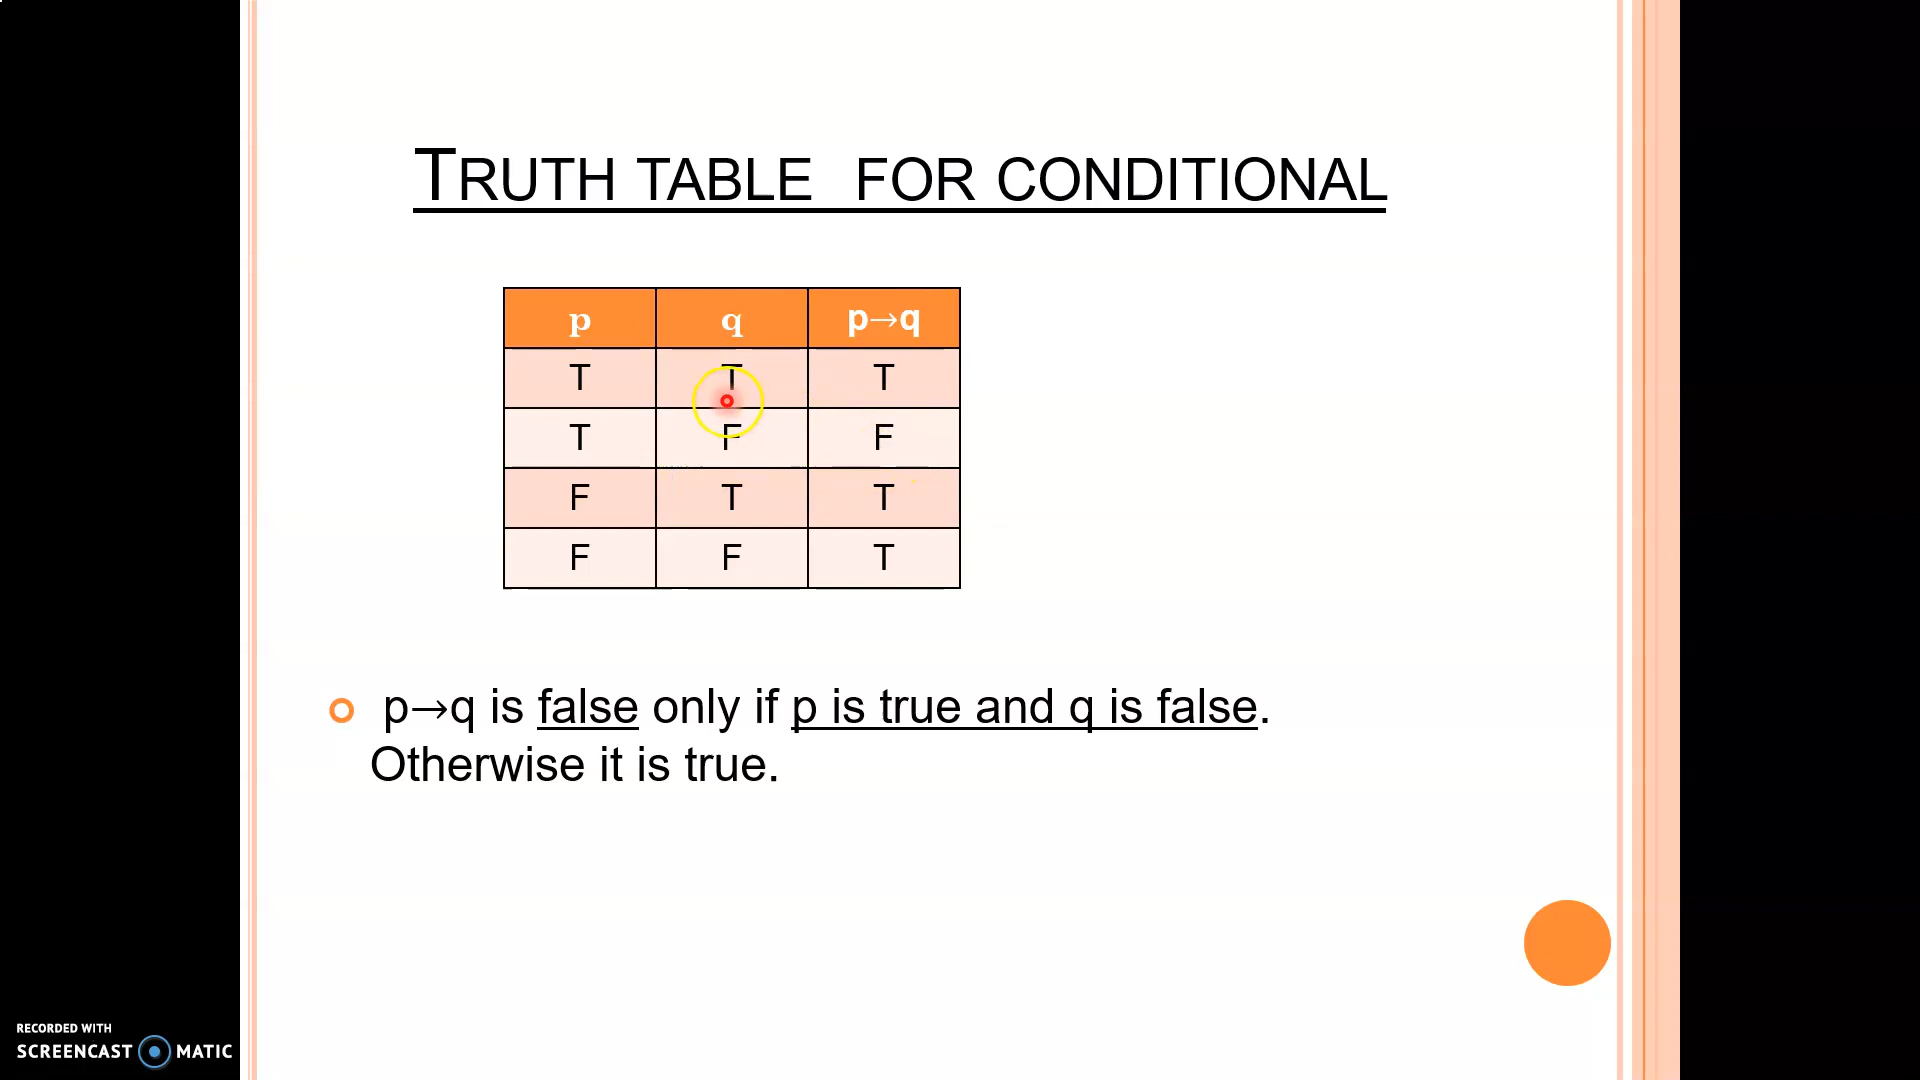 TRUTH TABLE FOR CONDITIONAL
p q p→q
T T T
T F F
F T T
F F T
p→q is false only if p is true and q is false.
Otherwise it is true.
RECORDED WITH
SCREENCAST MATIC